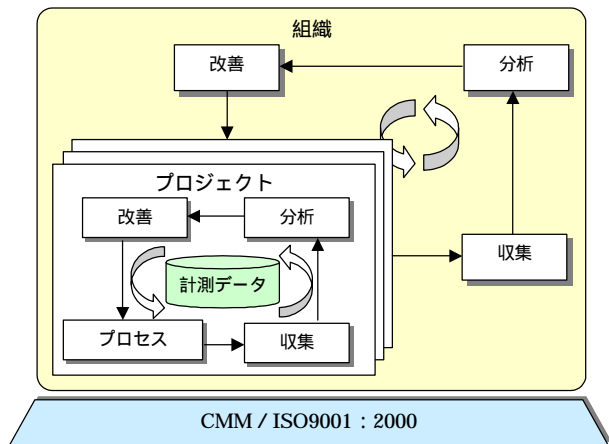 組織
改善
分析
プロジェクト
改善
分析
計測データ
プロセス
収集
収集
CMM / ISO9001 : 2000